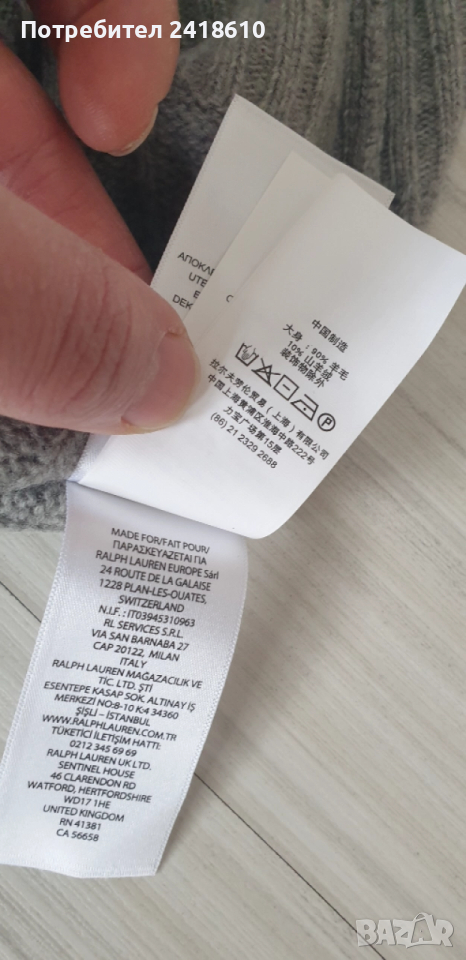 Потребител 2418610
ΑΠΟΚΛ
UTE
DEK
中国制造
大身：90% 羊毛
10% 山羊绒
装饰物除外
拉尔夫劳伦贸易（上海）有限公司
中国上海黄浦区淮海中路222号
力宝广场第15层
(86) 21 2329 2688
MADE FOR/FAIT POUR/
ΠΑΡΑΣΚΕΥΑΖΕΤΑΙ ΓΙΑ
RALPH LAUREN EUROPE Sàrl
24 ROUTE DE LA GALAISE
1228 PLAN-LES-OUATES,
SWITZERLAND
N.I.F. : IT03945310963
RL SERVICES S.R.L.
VIA SAN BARNABA 27
CAP 20122, MILAN
ITALY
RALPH LAUREN MAĞAZACILIK VE
TİC. LTD. ŞTİ
ESENTEPE KASAP SOK. ALTINAY İŞ
MERKEZİ NO:8-10 K:4 34360
ŞİŞLİ – İSTANBUL
WWW.RALPHLAUREN.COM.TR
TÜKETİCİ İLETİŞİM HATTI:
0212 345 69 69
RALPH LAUREN UK LTD.
SENTINEL HOUSE
46 CLARENDON RD
WATFORD, HERTFORDSHIRE
WD17 1HE
UNITED KINGDOM
RN 41381
CA 56658
BAZAR